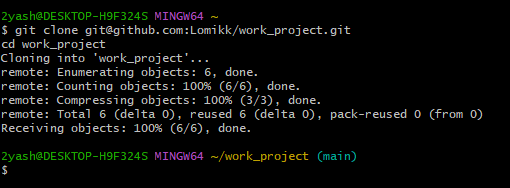 2yash@DESKTOP-H9F324S MINGW64 ~
$ git clone git@github.com:Lomikk/work_project.git
cd work_project
Cloning into 'work_project'...
remote: Enumerating objects: 6, done.
remote: Counting objects: 100% (6/6), done.
remote: Compressing objects: 100% (3/3), done.
remote: Total 6 (delta 0), reused 6 (delta 0), pack-reused 0 (from 0)
Receiving objects: 100% (6/6), done.
2yash@DESKTOP-H9F324S MINGW64 ~/work_project (main)
$